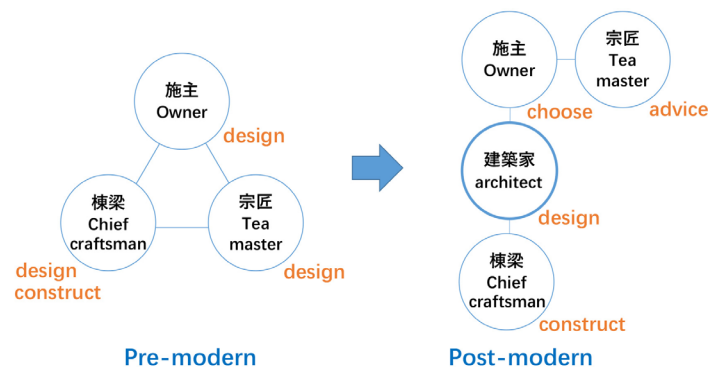 施主
Owner
design
棟梁
Chief
craftsman
design
construct
宗匠
Tea
master
design
Pre-modern
施主
Owner
choose
宗匠
Tea
master
advice
建築家
architect
design
棟梁
Chief
craftsman
construct
Post-modern